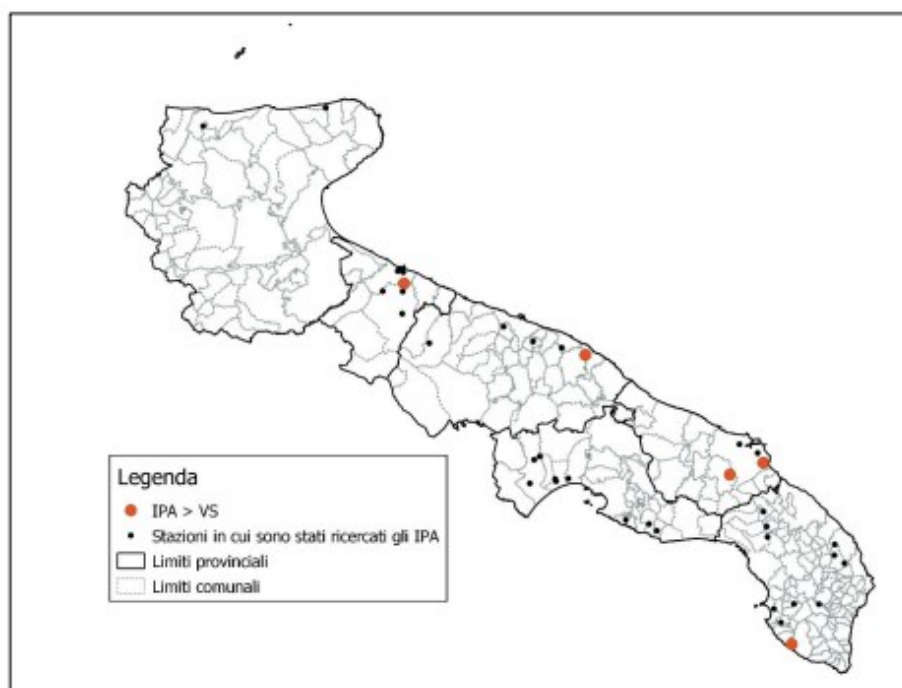 Legenda
IPA > VS
Stazioni in cui sono stati ricercati gli IPA
Limiti provinciali
Limiti comunali